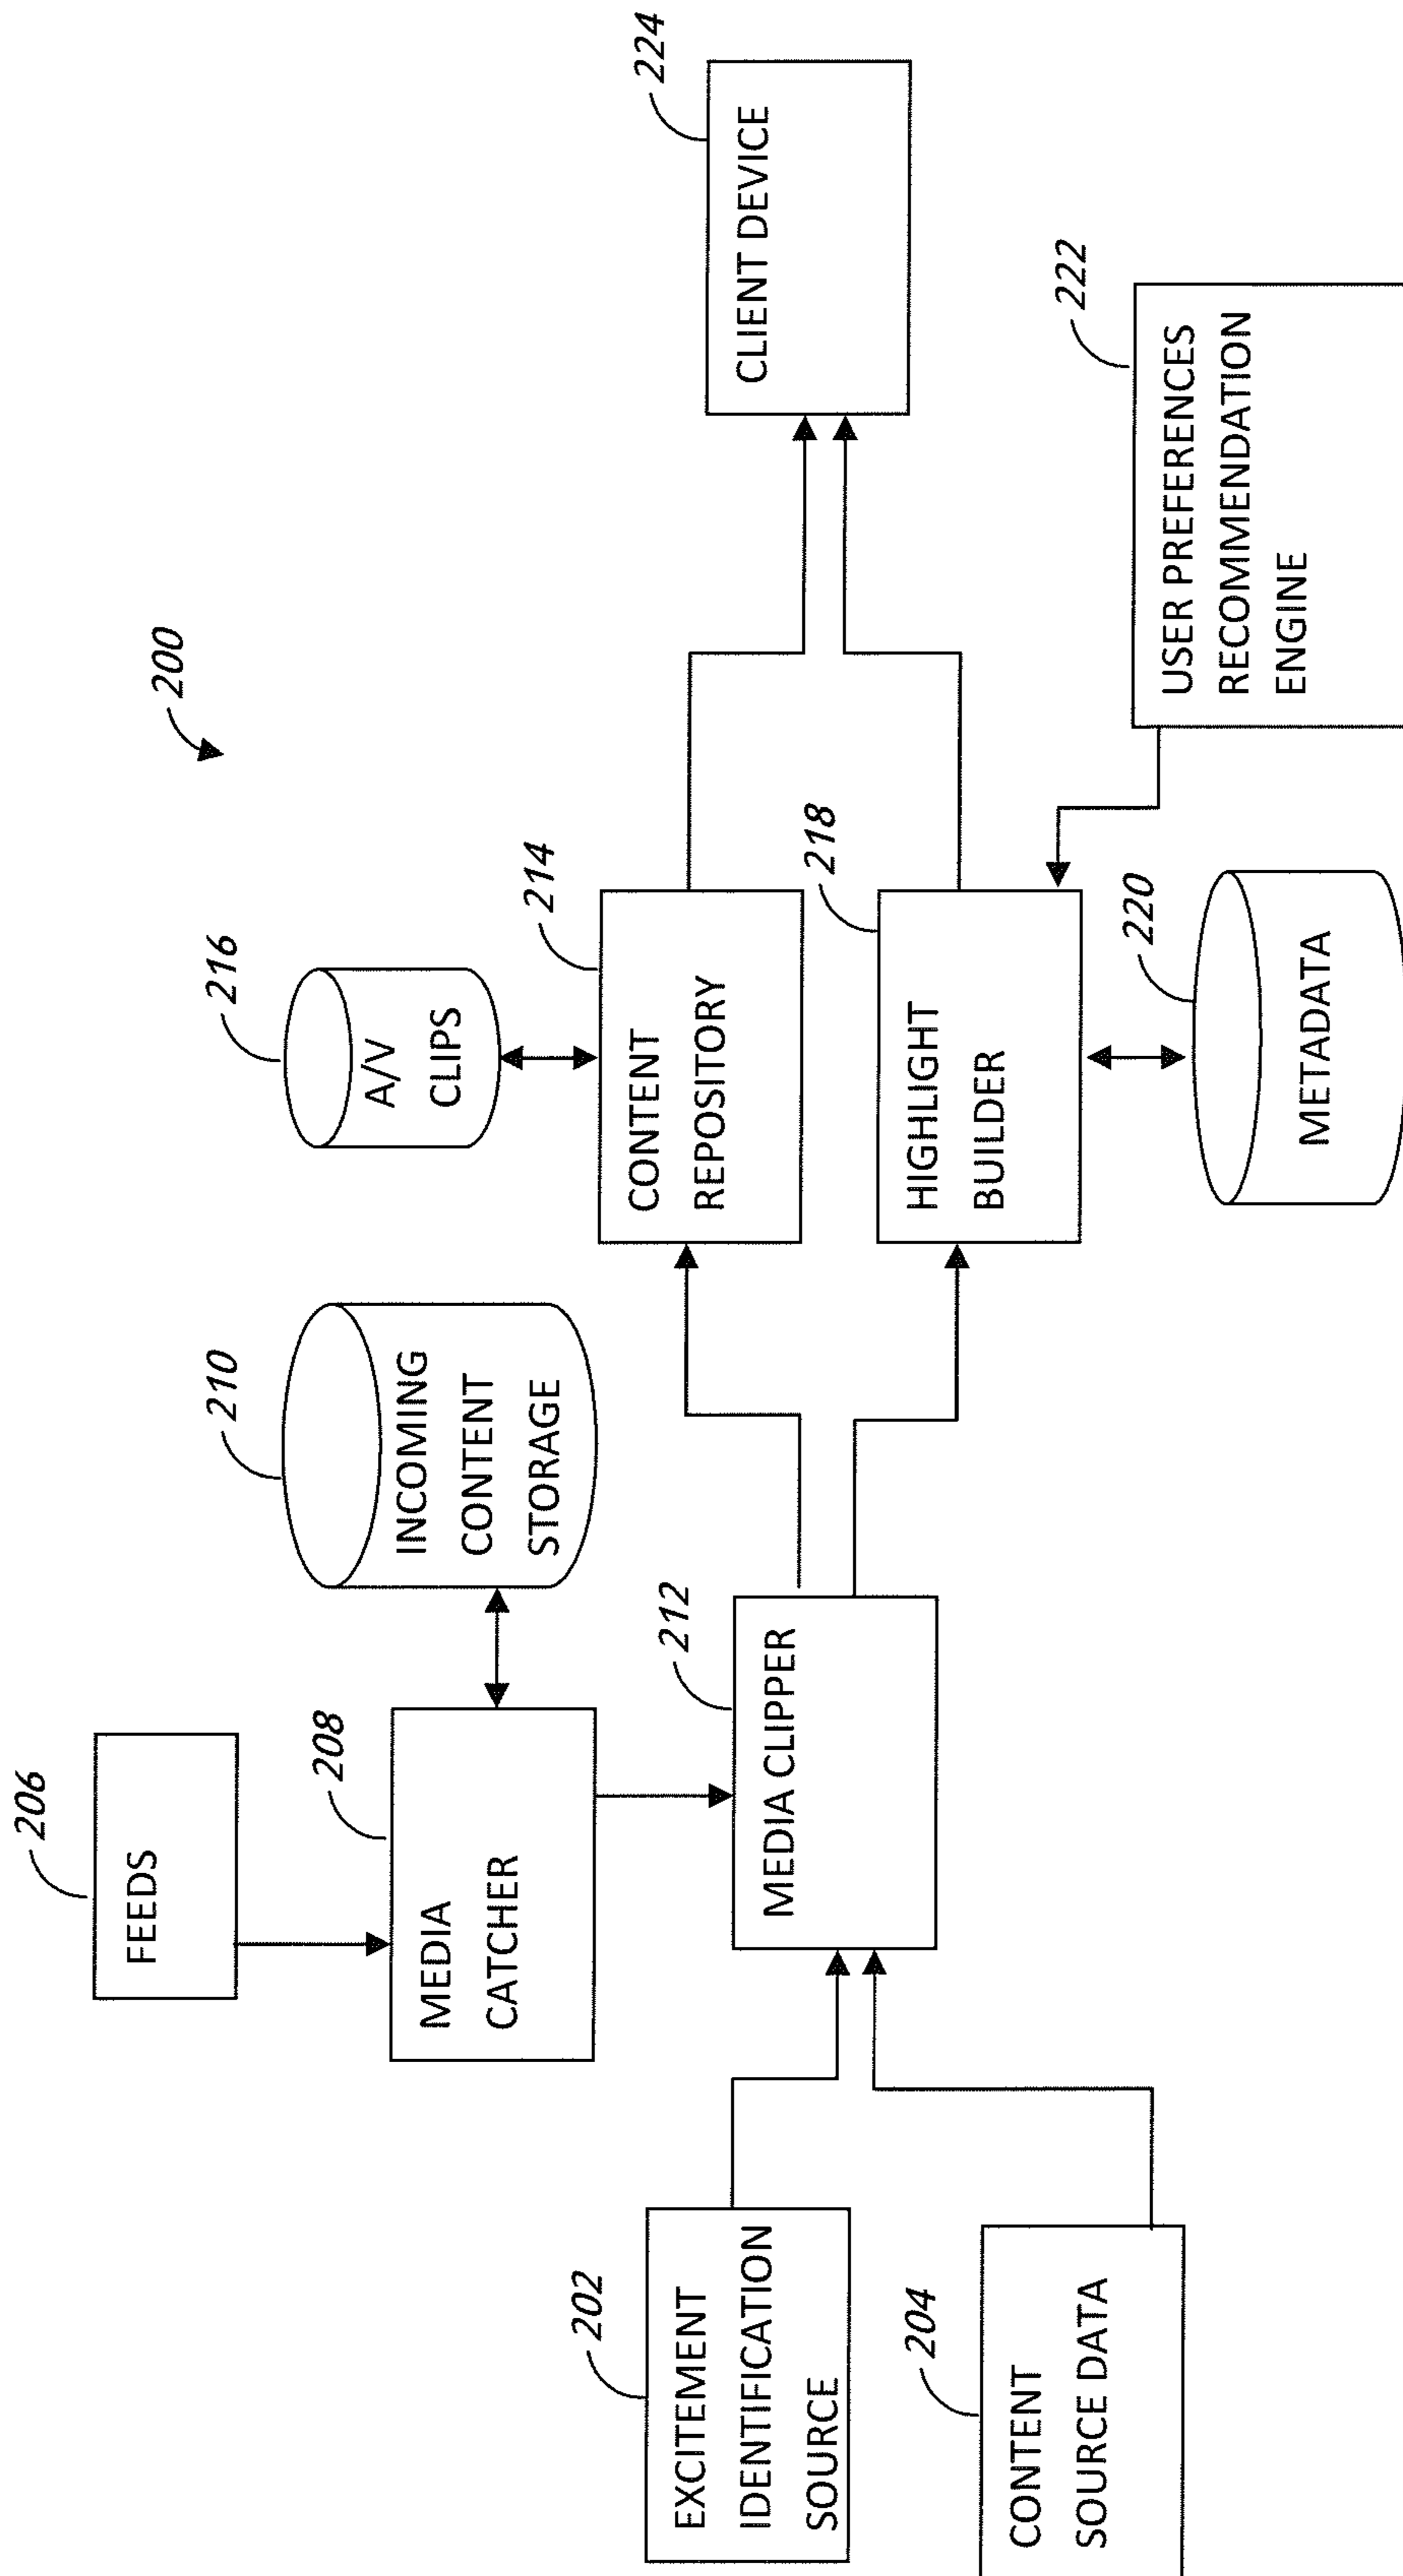 200
206
FEEDS
208
MEDIA
CATCHER
210
INCOMING
CONTENT
STORAGE
216
A/V
CLIPS
202
EXCITEMENT
IDENTIFICATION
SOURCE
204
CONTENT
SOURCE DATA
212
MEDIA CLIPPER
214
CONTENT
REPOSITORY
218
HIGHLIGHT
BUILDER
220
METADATA
222
USER PREFERENCES
RECOMMENDATION
ENGINE
224
CLIENT DEVICE